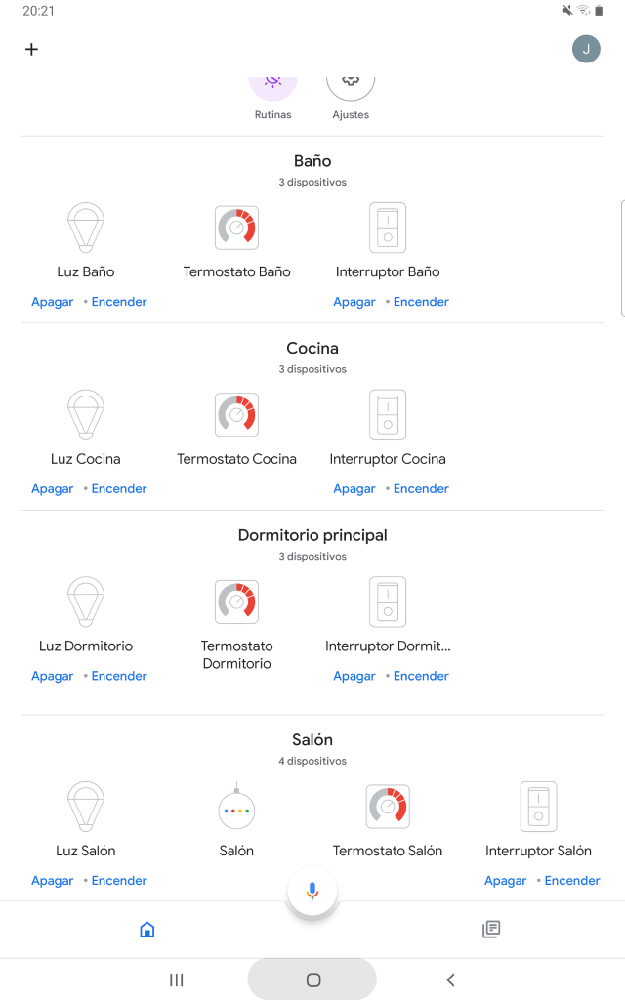 20:21
J
Rutinas Ajustes
Baño
3 dispositivos
Luz Baño Termostato Baño Interruptor Baño
Apagar • Encender Apagar • Encender
Cocina
3 dispositivos
Luz Cocina Termostato Cocina Interruptor Cocina
Apagar • Encender Apagar • Encender
Dormitorio principal
3 dispositivos
Luz Dormitorio Termostato Dormitorio Interruptor Dormit...
Apagar • Encender Apagar • Encender
Salón
4 dispositivos
Luz Salón Salón Termostato Salón Interruptor Salón
Apagar • Encender Apagar • Encender